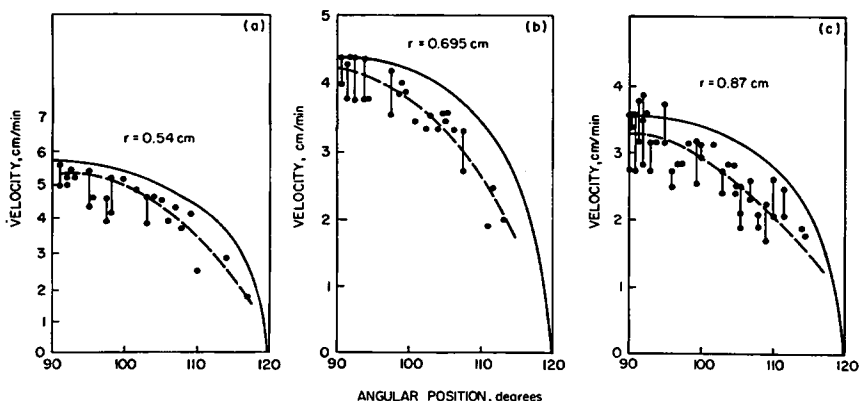 (a)
r = 0.54 cm
VELOCITY, cm/min
7
6
5
4
3
2
1
0
90 100 110 120
(b)
r = 0.695 cm
VELOCITY, cm/min
5
4
3
2
1
0
90 100 110 120
(c)
r = 0.87 cm
VELOCITY, cm/min
4
3
2
1
0
90 100 110 120
ANGULAR POSITION, degrees